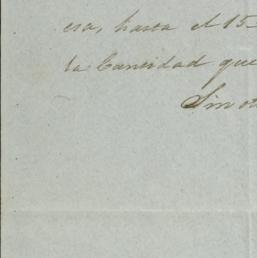 esa, hasta el 15
la Cantidad que
Sin o